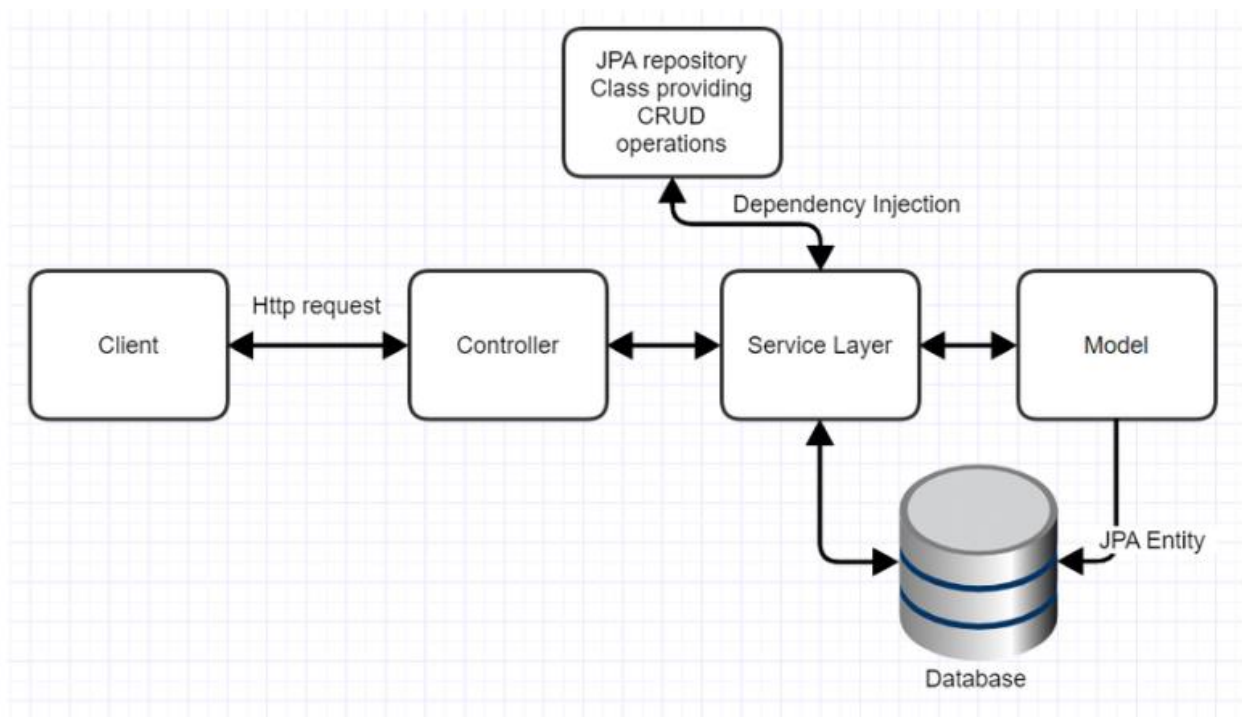 JPA repository
Class providing
CRUD
operations
Dependency Injection
Http request
Client
Controller
Service Layer
Model
JPA Entity
Database